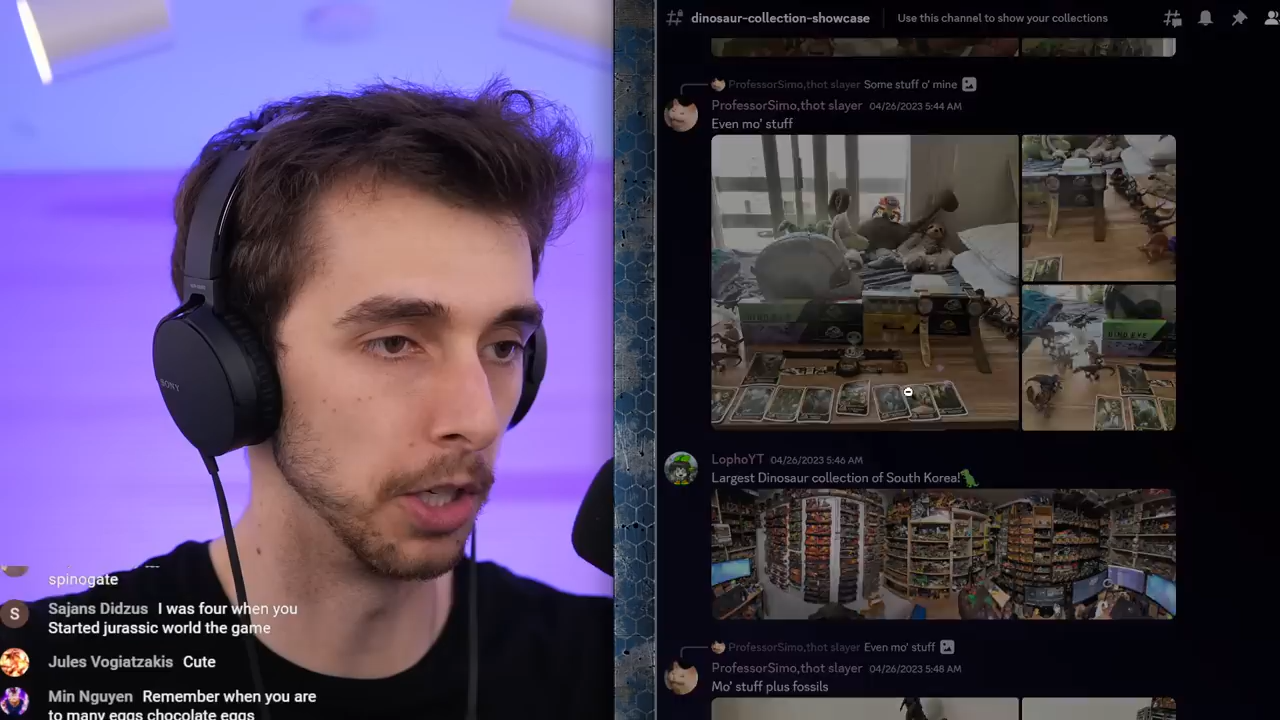 dinosaur-collection-showcase
Use this channel to show your collections
ProfessorSimo,thot slayer Some stuff o' mine
ProfessorSimo,thot slayer 04/26/2023 5:44 AM
Even mo' stuff
LophoYT 04/26/2023 5:46 AM
Largest Dinosaur collection of South Korea!
ProfessorSimo,thot slayer Even mo' stuff
ProfessorSimo,thot slayer 04/26/2023 5:48 AM
Mo' stuff plus fossils
SONY
spinogate
S
Sajans Didzus I was four when you
Started jurassic world the game
Jules Vogiatzakis Cute
Min Nguyen Remember when you are
to many eggs chocolate eggs